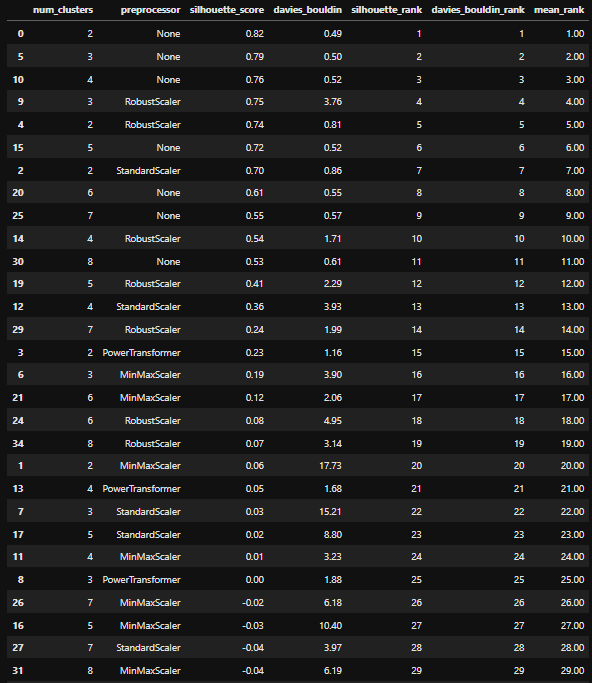 num_clusters preprocessor silhouette_score davies_bouldin silhouette_rank davies_bouldin_rank mean_rank
0 2 None 0.82 0.49 1 1 1.00
5 3 None 0.79 0.50 2 2 2.00
10 4 None 0.76 0.52 3 3 3.00
9 3 RobustScaler 0.75 3.76 4 4 4.00
4 2 RobustScaler 0.74 0.81 5 5 5.00
15 5 None 0.72 0.52 6 6 6.00
2 2 StandardScaler 0.70 0.86 7 7 7.00
20 6 None 0.61 0.55 8 8 8.00
25 7 None 0.55 0.57 9 9 9.00
14 4 RobustScaler 0.54 1.71 10 10 10.00
30 8 None 0.53 0.61 11 11 11.00
19 5 RobustScaler 0.41 2.29 12 12 12.00
12 4 StandardScaler 0.36 3.93 13 13 13.00
29 7 RobustScaler 0.24 1.99 14 14 14.00
3 2 PowerTransformer 0.23 1.16 15 15 15.00
6 3 MinMaxScaler 0.19 3.90 16 16 16.00
21 6 MinMaxScaler 0.12 2.06 17 17 17.00
24 6 RobustScaler 0.08 4.95 18 18 18.00
34 8 RobustScaler 0.07 3.14 19 19 19.00
1 2 MinMaxScaler 0.06 17.73 20 20 20.00
13 4 PowerTransformer 0.05 1.68 21 21 21.00
7 3 StandardScaler 0.03 15.21 22 22 22.00
17 5 StandardScaler 0.02 8.80 23 23 23.00
11 4 MinMaxScaler 0.01 3.23 24 24 24.00
8 3 PowerTransformer 0.00 1.88 25 25 25.00
26 7 MinMaxScaler -0.02 6.18 26 26 26.00
16 5 MinMaxScaler -0.03 10.40 27 27 27.00
27 7 StandardScaler -0.04 3.97 28 28 28.00
31 8 MinMaxScaler -0.04 6.19 29 29 29.00